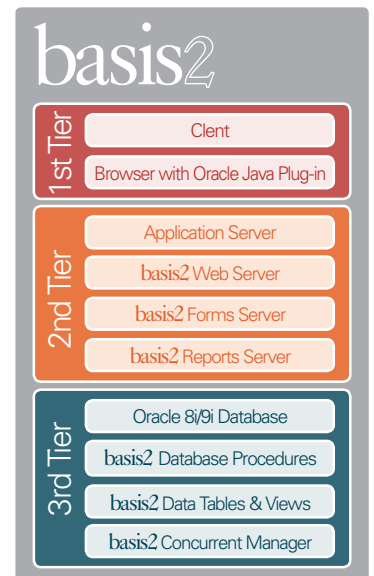 basis2
1st Tier
Clent
Browser with Oracle Java Plug-in
2nd Tier
Application Server
basis2 Web Server
basis2 Forms Server
basis2 Reports Server
3rd Tier
Oracle 8i/9i Database
basis2 Database Procedures
basis2 Data Tables & Views
basis2 Concurrent Manager